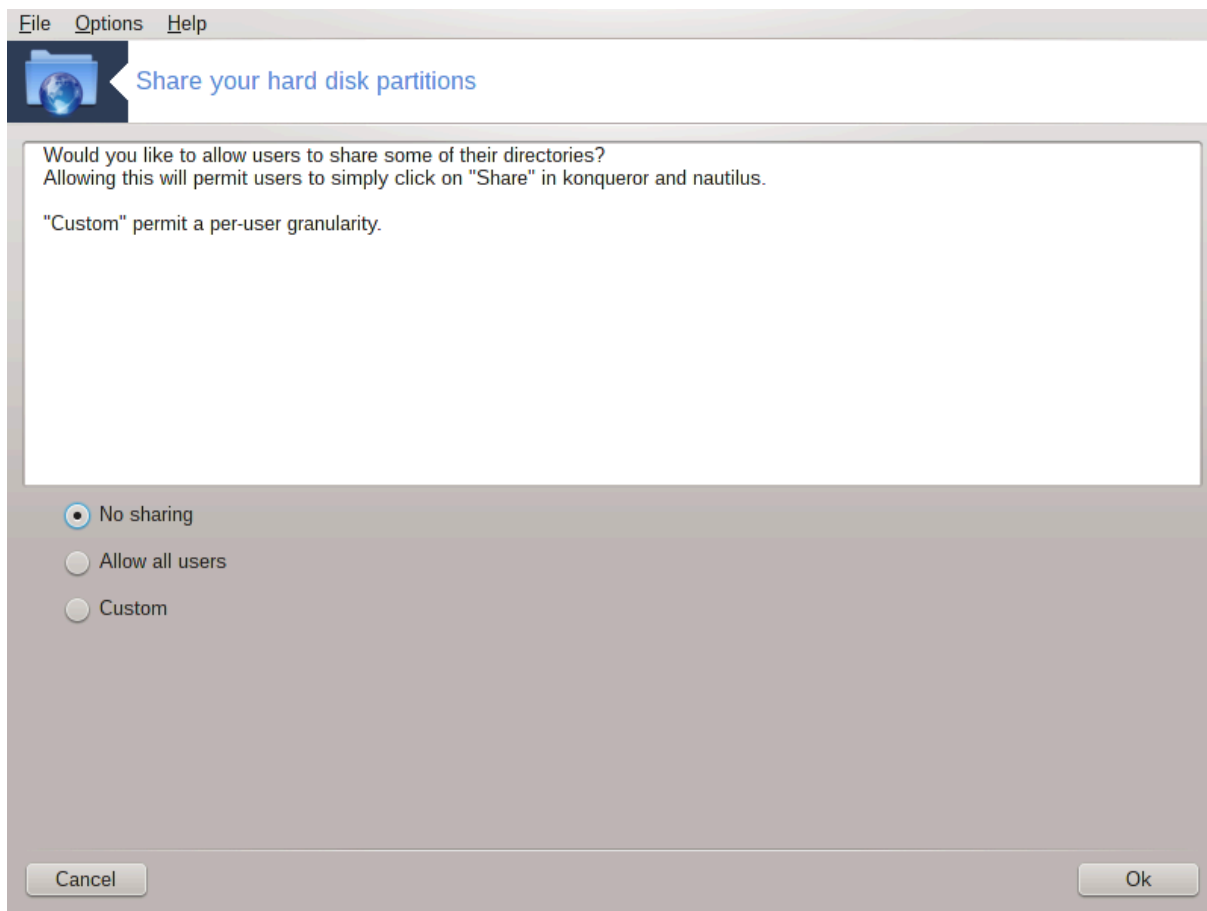 File Options Help
Share your hard disk partitions
Would you like to allow users to share some of their directories?
Allowing this will permit users to simply click on "Share" in konqueror and nautilus.
"Custom" permit a per-user granularity.
No sharing
Allow all users
Custom
Cancel Ok